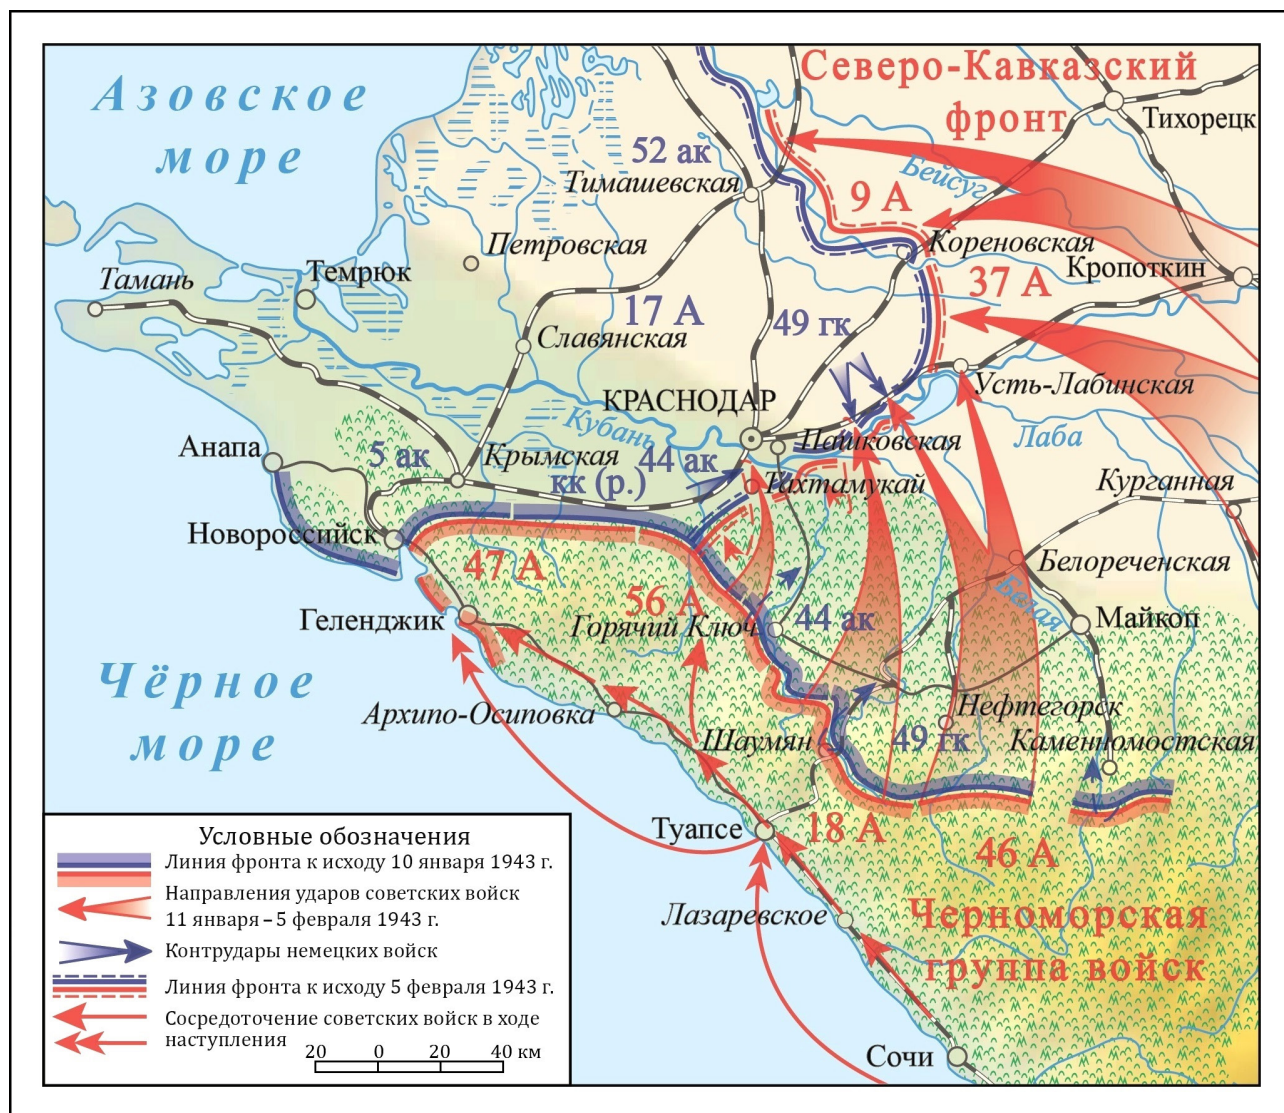 Северо-Кавказский
фронт
Азовское
море
Тихорецк
52 ак
Тимашевская
Бейсуг
9 А
Петровская
Кореновская
Тамань
Темрюк
Кропоткин
37 А
17 А
49 гк
Славянская
Усть-Лабинская
КРАСНОДАР
Кубань
Пашковская
Лаба
Анапа
5 ак
Крымская
44 ак
кк (р.)
Тахтамукай
Курганная
Новороссийск
47 А
Белореченская
56 А
Белая
Геленджик
Горячий Ключ
44 ак
Майкоп
Чёрное
море
Архипо-Осиповка
Нефтегорск
Шаумян
49 гк
Каменномостская
Туапсе
18 А
46 А
Лазаревское
Черноморская
группа войск
Сочи
Условные обозначения
Линия фронта к исходу 10 января 1943 г.
Направления ударов советских войск
11 января – 5 февраля 1943 г.
Контрудары немецких войск
Линия фронта к исходу 5 февраля 1943 г.
Сосредоточение советских войск в ходе
наступления
20 0 20 40 км